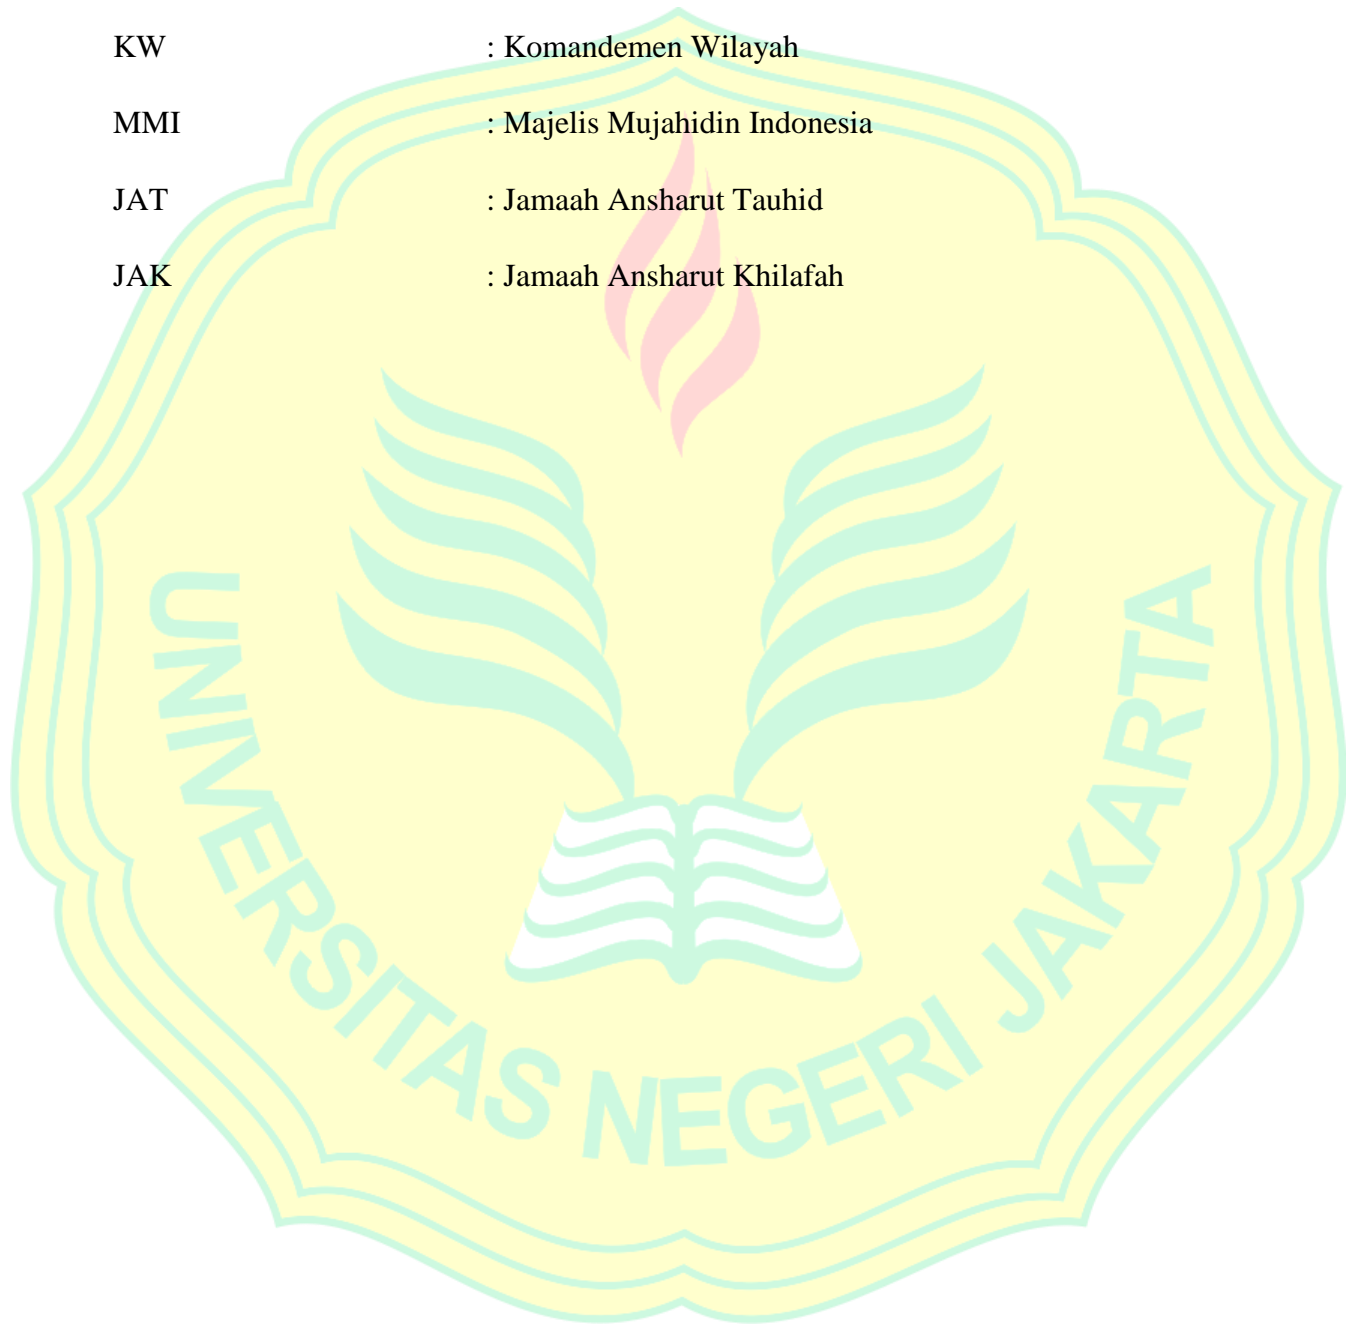 KW : Komandemen Wilayah
MMI : Majelis Mujahidin Indonesia
JAT : Jamaah Ansharut Tauhid
JAK : Jamaah Ansharut Khilafah
UNIVERSITAS NEGERI JAKARTA